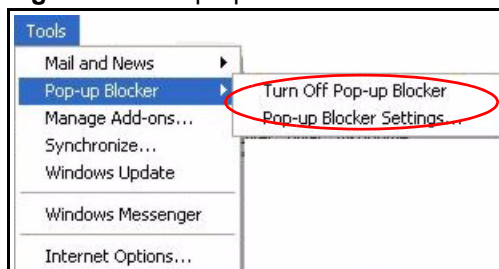 Tools
Mail and News
Pop-up Blocker
Turn Off Pop-up Blocker
Manage Add-ons...
Pop-up Blocker Settings...
Synchronize...
Windows Update
Windows Messenger
Internet Options...